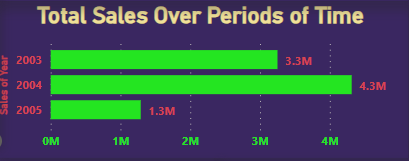 Total Sales Over Periods of Time
Sales of Year
2003
3.3M
2004
4.3M
2005
1.3M
0M 1M 2M 3M 4M